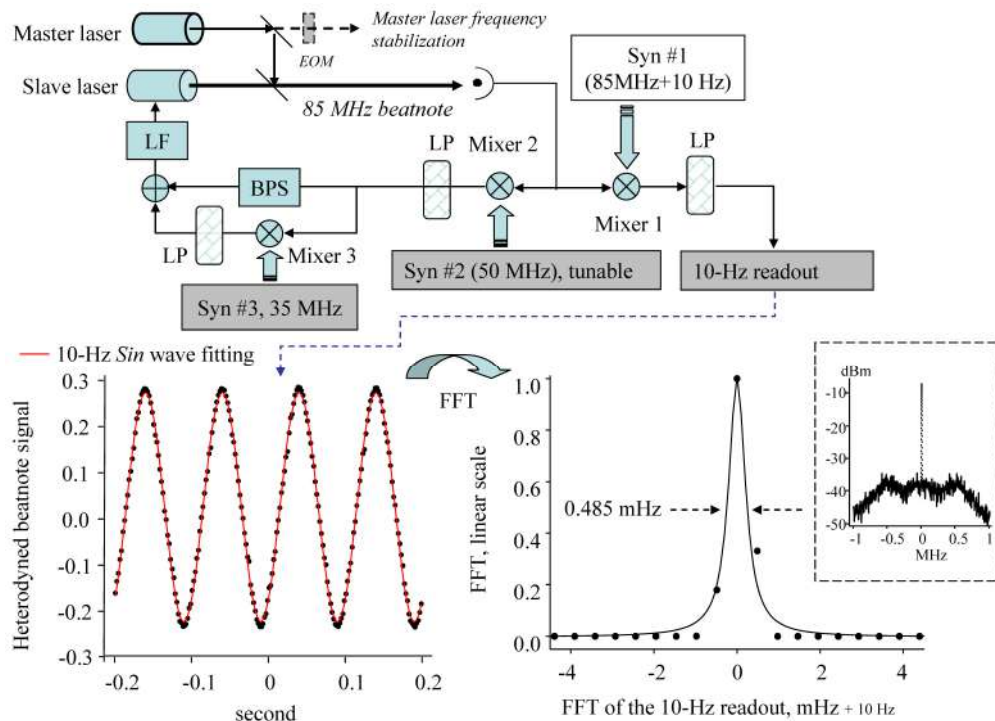 Master laser
Master laser frequency
stabilization
EOM
Slave laser
85 MHz beatnote
Syn #1
(85MHz+10 Hz)
LF
LP
Mixer 2
LP
BPS
Mixer 1
LP
Mixer 3
Syn #2 (50 MHz), tunable
10-Hz readout
Syn #3, 35 MHz
10-Hz Sin wave fitting
FFT
Heterodyned beatnote signal
0.3
0.2
0.1
0.0
-0.1
-0.2
-0.3
-0.2
-0.1
0
0.1
0.2
second
FFT, linear scale
1.0
0.8
0.6
0.4
0.2
0.0
0.485 mHz
-4
-2
0
2
4
FFT of the 10-Hz readout, mHz + 10 Hz
dBm
-10
-20
-30
-40
-50
-1
-0.5
0
0.5
1
MHz